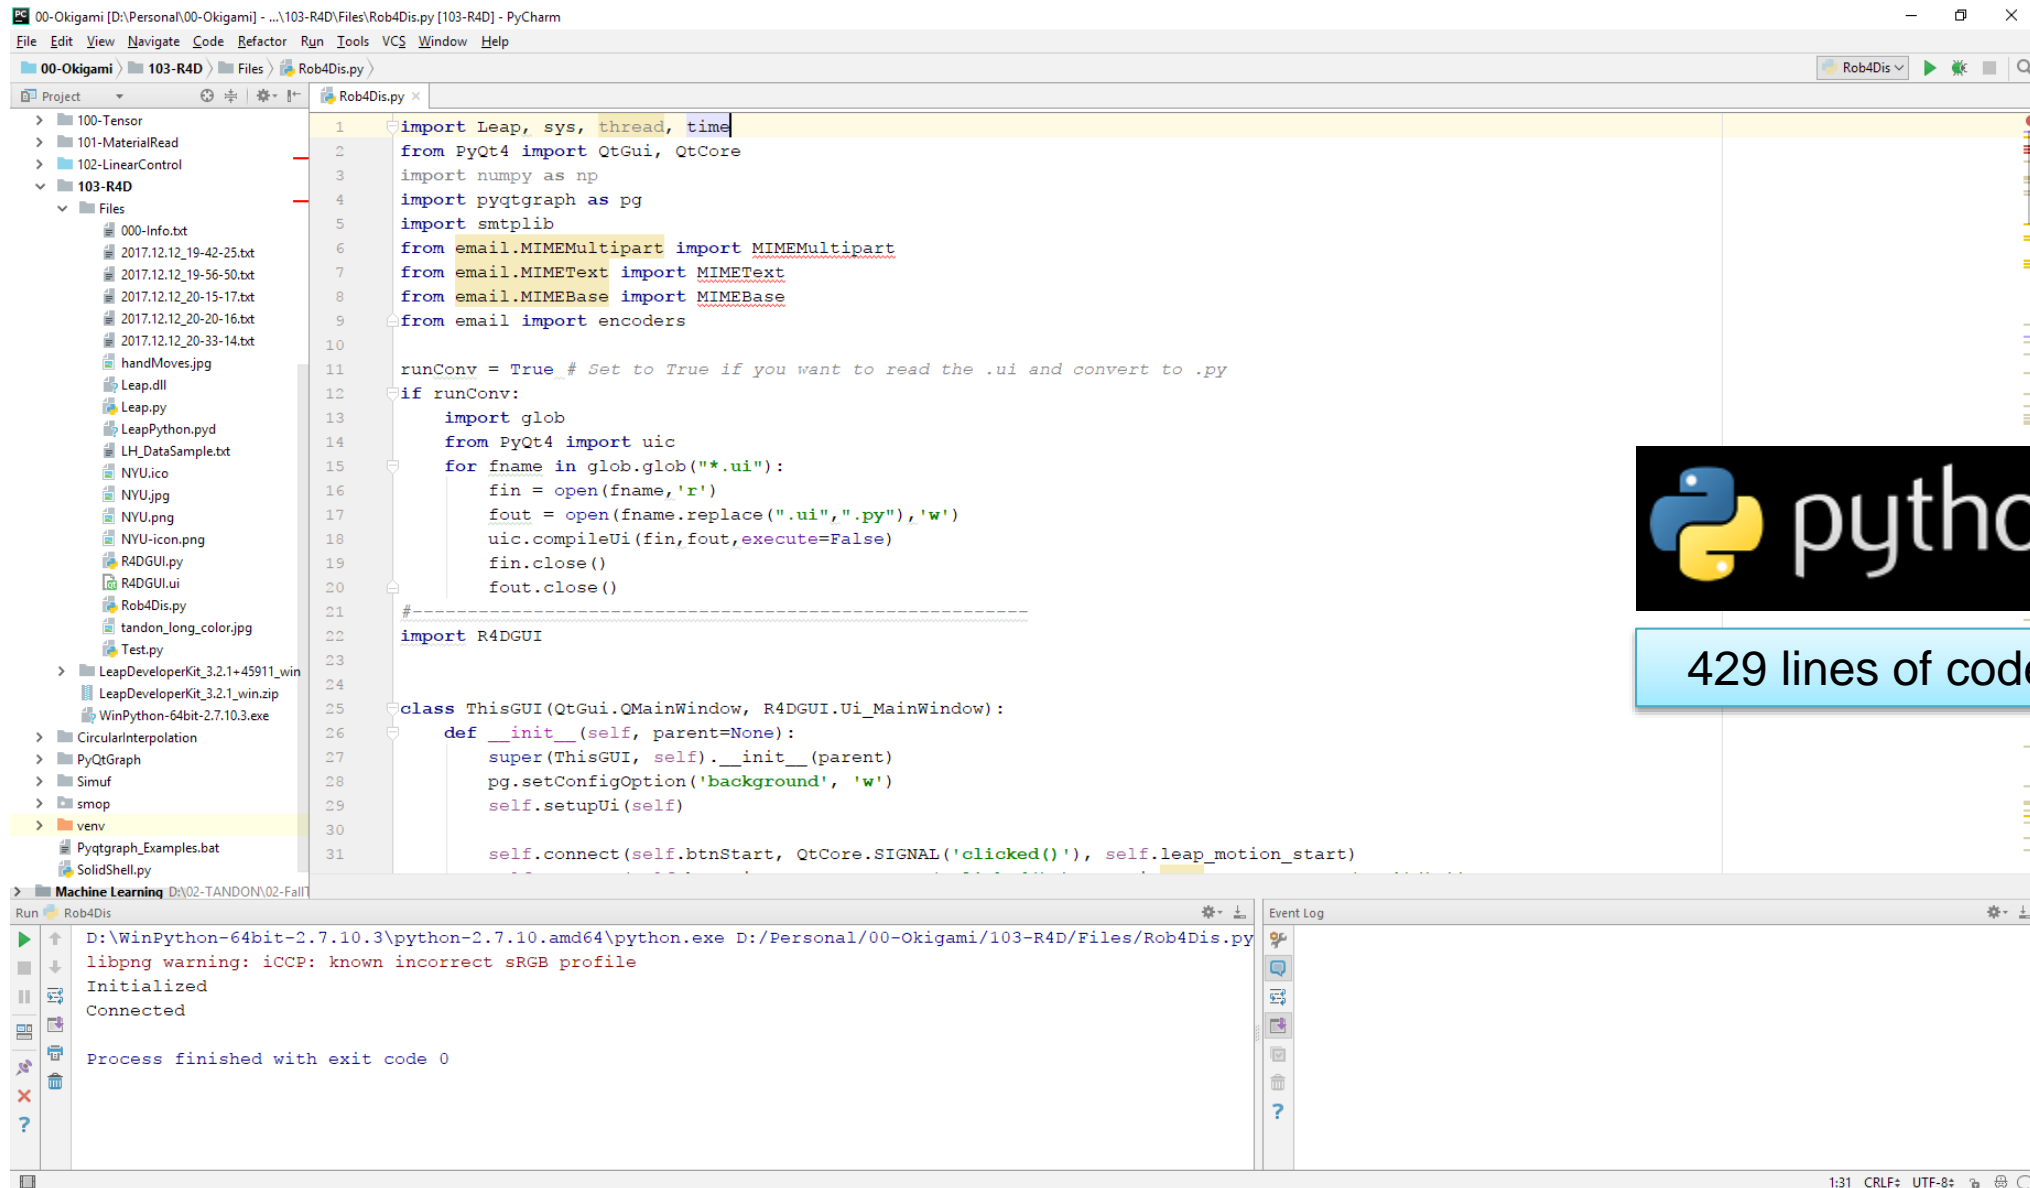 00-Okigami [D:\Personal\00-Okigami] - ...\103-R4D\Files\Rob4Dis.py [103-R4D] - PyCharm
File Edit View Navigate Code Refactor Run Tools VCS Window Help
00-Okigami 103-R4D Files Rob4Dis.py
Rob4Dis
Project
Rob4Dis.py
100-Tensor
101-MaterialRead
102-LinearControl
103-R4D
Files
000-Info.txt
2017.12.12_19-42-25.txt
2017.12.12_19-56-50.txt
2017.12.12_20-15-17.txt
2017.12.12_20-20-16.txt
2017.12.12_20-33-14.txt
handMoves.jpg
Leap.dll
Leap.py
LeapPython.pyd
LH_DataSample.txt
NYU.ico
NYU.jpg
NYU.png
NYU-icon.png
R4DGUI.py
R4DGUI.ui
Rob4Dis.py
tandon_long_color.jpg
Test.py
LeapDeveloperKit_3.2.1+45911_win
LeapDeveloperKit_3.2.1_win.zip
WinPython-64bit-2.7.10.3.exe
CircularInterpolation
PyQtGraph
Simuf
smop
venv
Pyqtgraph_Examples.bat
SolidShell.py
Machine Learning D:\02-TANDON\02-FallT
1 import Leap, sys, thread, time
2 from PyQt4 import QtGui, QtCore
3 import numpy as np
4 import pyqtgraph as pg
5 import smtplib
6 from email.MIMEMultipart import MIMEMultipart
7 from email.MIMEText import MIMEText
8 from email.MIMEBase import MIMEBase
9 from email import encoders
10
11 runConv = True # Set to True if you want to read the .ui and convert to .py
12 if runConv:
13 import glob
14 from PyQt4 import uic
15 for fname in glob.glob("*.ui"):
16 fin = open(fname,'r')
17 fout = open(fname.replace(".ui",".py"),'w')
18 uic.compileUi(fin,fout,execute=False)
19 fin.close()
20 fout.close()
21 #--------------------------------------------------------
22 import R4DGUI
23
24
25 class ThisGUI(QtGui.QMainWindow, R4DGUI.Ui_MainWindow):
26 def __init__(self, parent=None):
27 super(ThisGUI, self).__init__(parent)
28 pg.setConfigOption('background', 'w')
29 self.setupUi(self)
30
31 self.connect(self.btnStart, QtCore.SIGNAL('clicked()'), self.leap_motion_start)
pytho
429 lines of code
Run Rob4Dis
D:\WinPython-64bit-2.7.10.3\python-2.7.10.amd64\python.exe D:/Personal/00-Okigami/103-R4D/Files/Rob4Dis.py
libpng warning: iCCP: known incorrect sRGB profile
Initialized
Connected
Process finished with exit code 0
Event Log
1:31 CRLF UTF-8